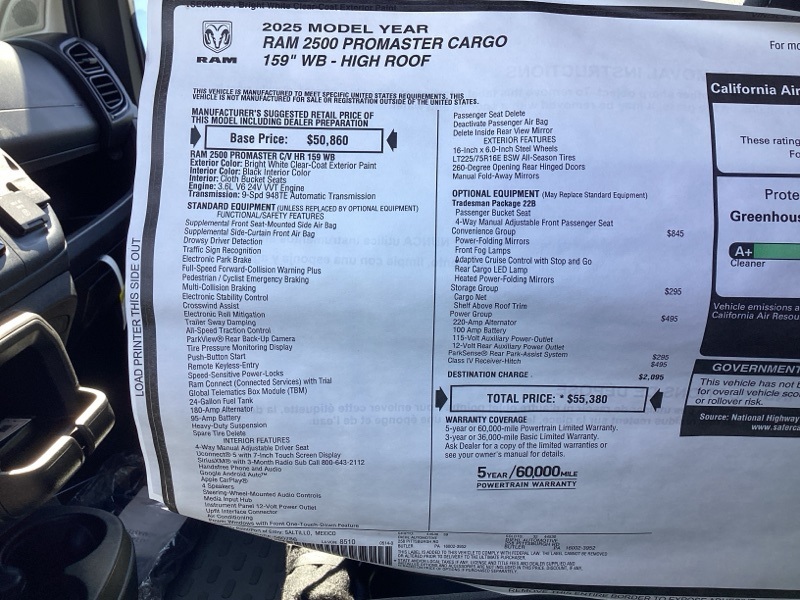 2025 MODEL YEAR
RAM 2500 PROMASTER CARGO
159" WB - HIGH ROOF
RAM
For mo
THIS VEHICLE IS MANUFACTURED TO MEET SPECIFIC UNITED STATES REQUIREMENTS. THIS
VEHICLE IS NOT MANUFACTURED FOR SALE OR REGISTRATION OUTSIDE OF THE UNITED STATES.
MANUFACTURER'S SUGGESTED RETAIL PRICE OF
THIS MODEL INCLUDING DEALER PREPARATION
Base Price: $50,860
RAM 2500 PROMASTER C/V HR 159 WB
Exterior Color: Bright White Clear-Coat Exterior Paint
Interior Color: Black Interior Color
Interior: Cloth Bucket Seats
Engine: 3.6L V6 24V VVT Engine
Transmission: 9-Spd 948TE Automatic Transmission
STANDARD EQUIPMENT (UNLESS REPLACED BY OPTIONAL EQUIPMENT)
FUNCTIONAL/SAFETY FEATURES
Supplemental Front Seat-Mounted Side Air Bag
Supplemental Side-Curtain Front Air Bag
Drowsy Driver Detection
Traffic Sign Recognition
Electronic Park Brake
Full-Speed Forward-Collision Warning Plus
Pedestrian / Cyclist Emergency Braking
Multi-Collision Braking
Electronic Stability Control
Crosswind Assist
Electronic Roll Mitigation
Trailer Sway Damping
All-Speed Traction Control
ParkView® Rear Back-Up Camera
Tire Pressure Monitoring Display
Push-Button Start
Remote Keyless-Entry
Speed-Sensitive Power-Locks
Ram Connect (Connected Services) with Trial
Global Telematics Box Module (TBM)
24-Gallon Fuel Tank
180-Amp Alternator
95-Amp Battery
Heavy-Duty Suspension
Spare Tire Delete
INTERIOR FEATURES
4-Way Manual Adjustable Driver Seat
Uconnect® 5 with 7-Inch Touch Screen Display
SiriusXM® with 3-Month Radio Sub Call 800-643-2112
Handsfree Phone and Audio
Google Android Auto™
Apple CarPlay®
4 Speakers
Steering-Wheel-Mounted Audio Controls
Media Input Hub
Instrument Panel 12-Volt Power Outlet
Upfit Interface Connector
Air Conditioning
Power Windows with Front One-Touch Down Feature
SALTILLO, MEXICO
8510
Passenger Seat Delete
Deactivate Passenger Air Bag
Delete Inside Rear View Mirror
EXTERIOR FEATURES
16-Inch x 6.0-Inch Steel Wheels
LT225/75R16E BSW All-Season Tires
260-Degree Opening Rear Hinged Doors
Manual Fold-Away Mirrors
OPTIONAL EQUIPMENT (May Replace Standard Equipment)
Tradesman Package 22B
Passenger Bucket Seat
4-Way Manual Adjustable Front Passenger Seat
Convenience Group $845
Power-Folding Mirrors
Front Fog Lamps
Adaptive Cruise Control with Stop and Go
Rear Cargo LED Lamp
Heated Power-Folding Mirrors
Storage Group $295
Cargo Net
Shelf Above Roof Trim
Power Group $495
220-Amp Alternator
100 Amp Battery
115-Volt Auxiliary Power-Outlet
12-Volt Rear Auxiliary Power Outlet
ParkSense® Rear Park-Assist System $295
Class IV Receiver-Hitch $495
DESTINATION CHARGE $2,095
TOTAL PRICE: * $55,380
WARRANTY COVERAGE
5-year or 60,000-mile Powertrain Limited Warranty.
3-year or 36,000-mile Basic Limited Warranty.
Ask Dealer for a copy of the limited warranties or
see your owner's manual for details.
5YEAR/60,000MILE
POWERTRAIN WARRANTY
California Air
These rating
Prote
Greenhous
A+
Cleaner
Vehicle emissions a
California Air Resou
GOVERNMENT
This vehicle has not b
for overall vehicle sco
or rollover risk.
Source: National Highway
www.saferca
LOAD PRINTER THIS SIDE OUT